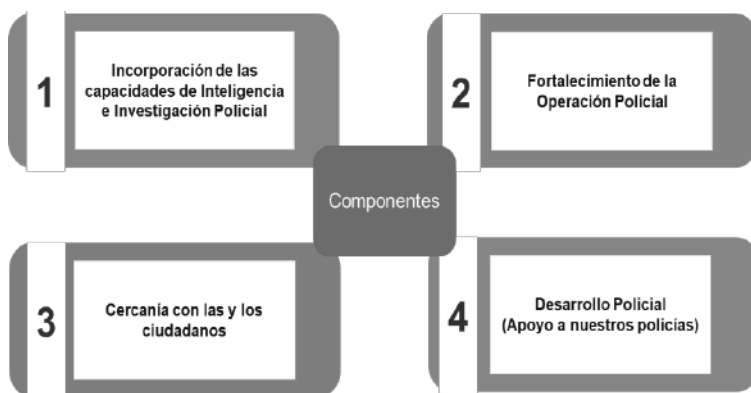 1
Incorporación de las
capacidades de Inteligencia
e Investigación Policial
2
Fortalecimiento de la
Operación Policial
Componentes
3
Cercanía con las y los
ciudadanos
4
Desarrollo Policial
(Apoyo a nuestros policías)